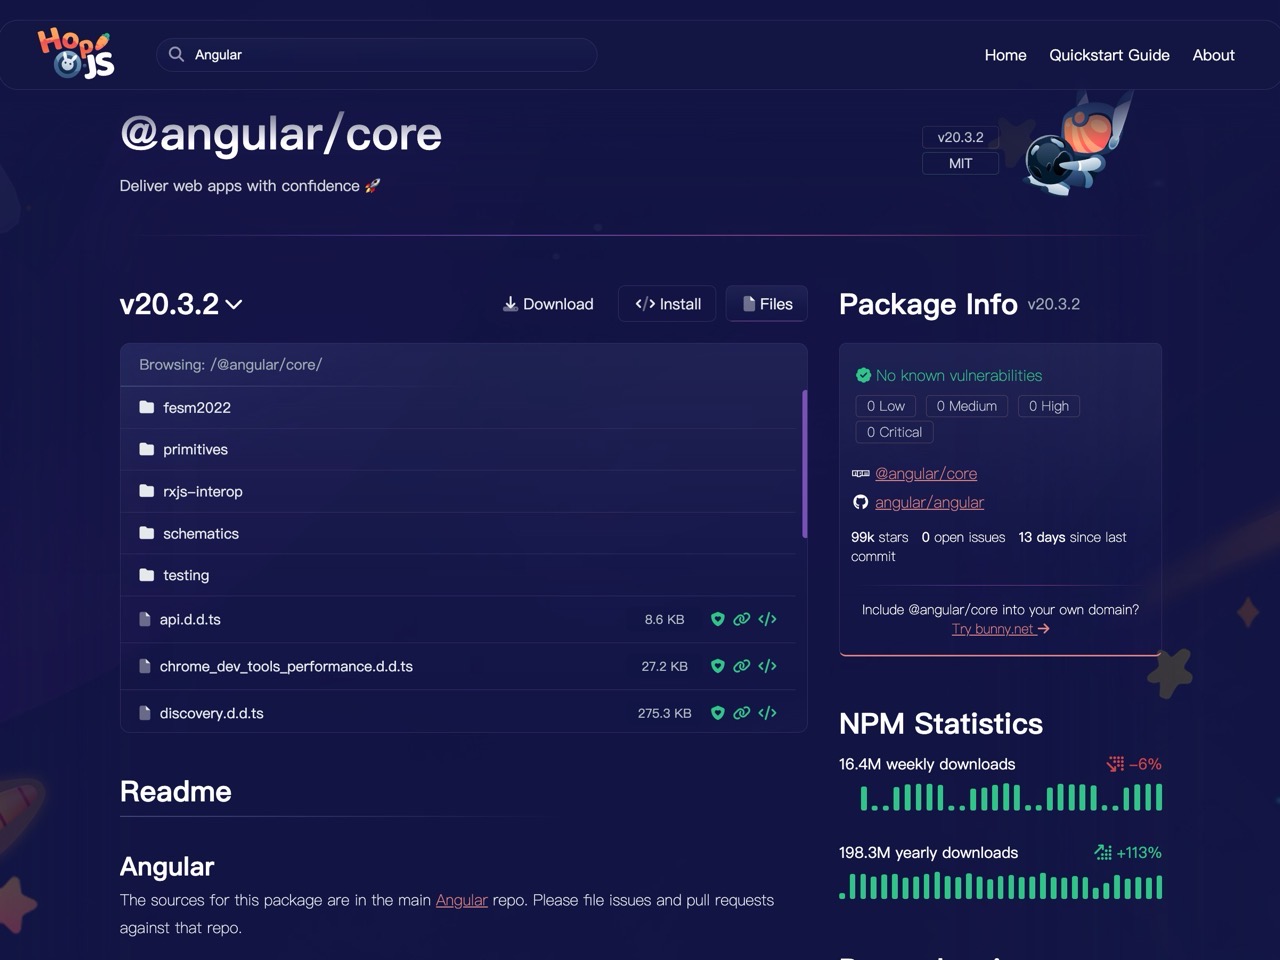 Hop JS
Angular
Home
Quickstart Guide
About
@angular/core
Deliver web apps with confidence 🚀
v20.3.2
MIT
v20.3.2
Download
</> Install
Files
Browsing: /@angular/core/
fesm2022
primitives
rxjs-interop
schematics
testing
api.d.d.ts 8.6 KB
chrome_dev_tools_performance.d.d.ts 27.2 KB
discovery.d.d.ts 275.3 KB
Readme
Angular
The sources for this package are in the main Angular repo. Please file issues and pull requests
against that repo.
Package Info v20.3.2
No known vulnerabilities
0 Low 0 Medium 0 High
0 Critical
npm @angular/core
angular/angular
99k stars 0 open issues 13 days since last
commit
Include @angular/core into your own domain?
Try bunny.net →
NPM Statistics
16.4M weekly downloads -6%
198.3M yearly downloads +113%